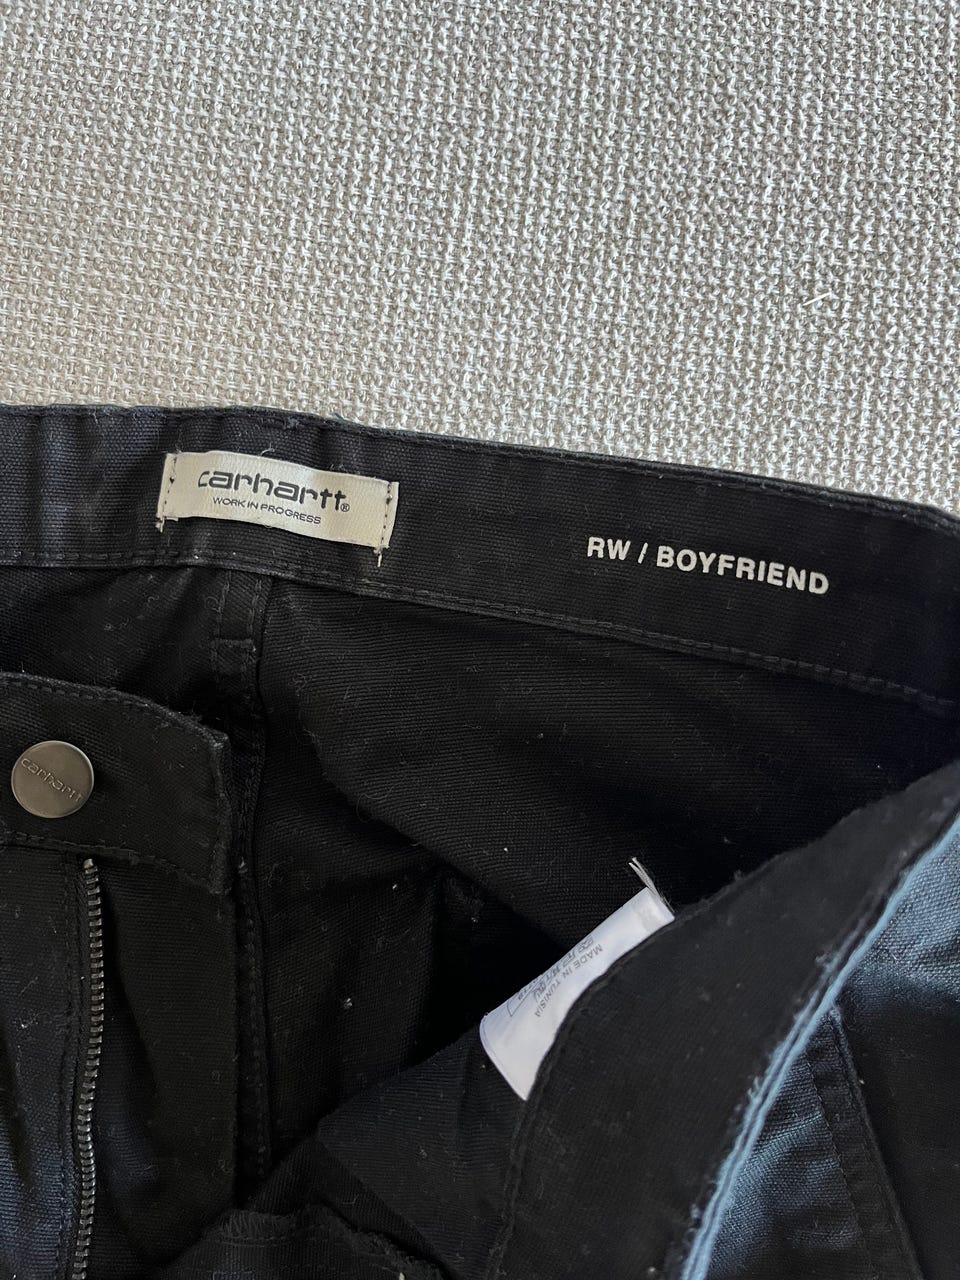 carhartt®
WORK IN PROGRESS
RW / BOYFRIEND
carhartt
MADE IN TUNISIA